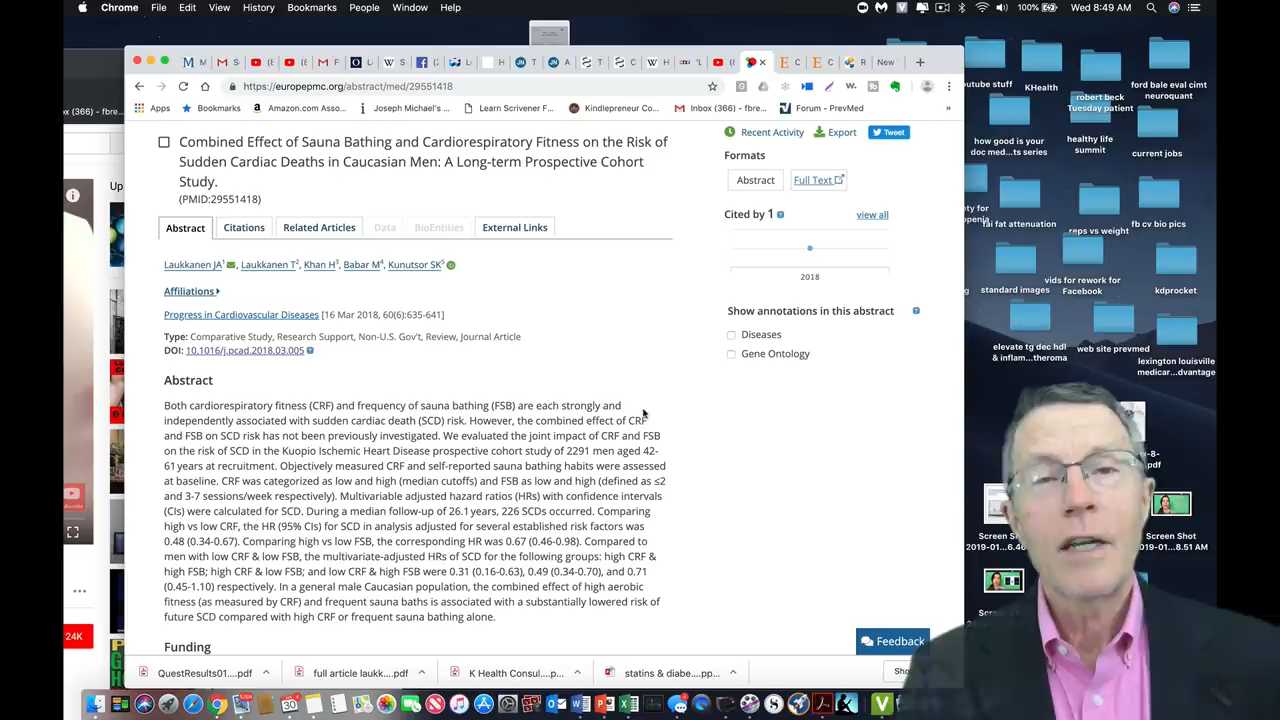 Chrome File Edit View History Bookmarks People Window Help
100% Wed 8:49 AM
https://europepmc.org/abstract/med/29551418
Apps Bookmarks Amazon.com Asso... José Michael's ... Learn Scrivener F... Kindlepreneur Co... Inbox (366) - fbre... Forum - PrevMed »
Combined Effect of Sauna Bathing and Cardiorespiratory Fitness on the Risk of
Sudden Cardiac Deaths in Caucasian Men: A Long-term Prospective Cohort
Study.
(PMID:29551418)
Abstract Citations Related Articles Data BioEntities External Links
Laukkanen JA1, Laukkanen T2, Khan H3, Babar M4, Kunutsor SK5
Affiliations
Progress in Cardiovascular Diseases [16 Mar 2018, 60(6):635-641]
Type: Comparative Study, Research Support, Non-U.S. Gov't, Review, Journal Article
DOI: 10.1016/j.pcad.2018.03.005
Abstract
Both cardiorespiratory fitness (CRF) and frequency of sauna bathing (FSB) are each strongly and
independently associated with sudden cardiac death (SCD) risk. However, the combined effect of CRF
and FSB on SCD risk has not been previously investigated. We evaluated the joint impact of CRF and FSB
on the risk of SCD in the Kuopio Ischemic Heart Disease prospective cohort study of 2291 men aged 42-
61 years at recruitment. Objectively measured CRF and self-reported sauna bathing habits were assessed
at baseline. CRF was categorized as low and high (median cutoffs) and FSB as low and high (defined as ≤2
and 3-7 sessions/week respectively). Multivariable adjusted hazard ratios (HRs) with confidence intervals
(CIs) were calculated for SCD. During a median follow-up of 26.1 years, 226 SCDs occurred. Comparing
high vs low CRF, the HR (95% CIs) for SCD in analysis adjusted for several established risk factors was
0.48 (0.34-0.67). Comparing high vs low FSB, the corresponding HR was 0.67 (0.46-0.98). Compared to
men with low CRF & low FSB, the multivariate-adjusted HRs of SCD for the following groups: high CRF &
high FSB; high CRF & low FSB; and low CRF & high FSB were 0.31 (0.16-0.63), 0.49 (0.34-0.70), and 0.71
(0.45-1.10) respectively. In a general male Caucasian population, the combined effect of high aerobic
fitness (as measured by CRF) and frequent sauna baths is associated with a substantially lowered risk of
future SCD compared with high CRF or frequent sauna bathing alone.
Funding
Recent Activity Export Tweet
Formats
Abstract Full Text
Cited by 1 view all
2018
Show annotations in this abstract
Diseases
Gene Ontology
Feedback
QuestResults01....pdf full article laukk....pdf K Health Consul....p... statins & diabe....pp...
Up
24K
KHealth
ford bale eval cimt
neuroquant
robert beck
Tuesday patient
how good is your
doc med...ts series
healthy life
summit
current jobs
fai fat attenuation
reps vs weight
fb cv bio pics
standard images
vids for rework for
Facebook
kdprocket
elevate tg dec hdl
& inflam...theroma
web site prevmed
lexington louisville
medicar...dvantage
Screen Shot